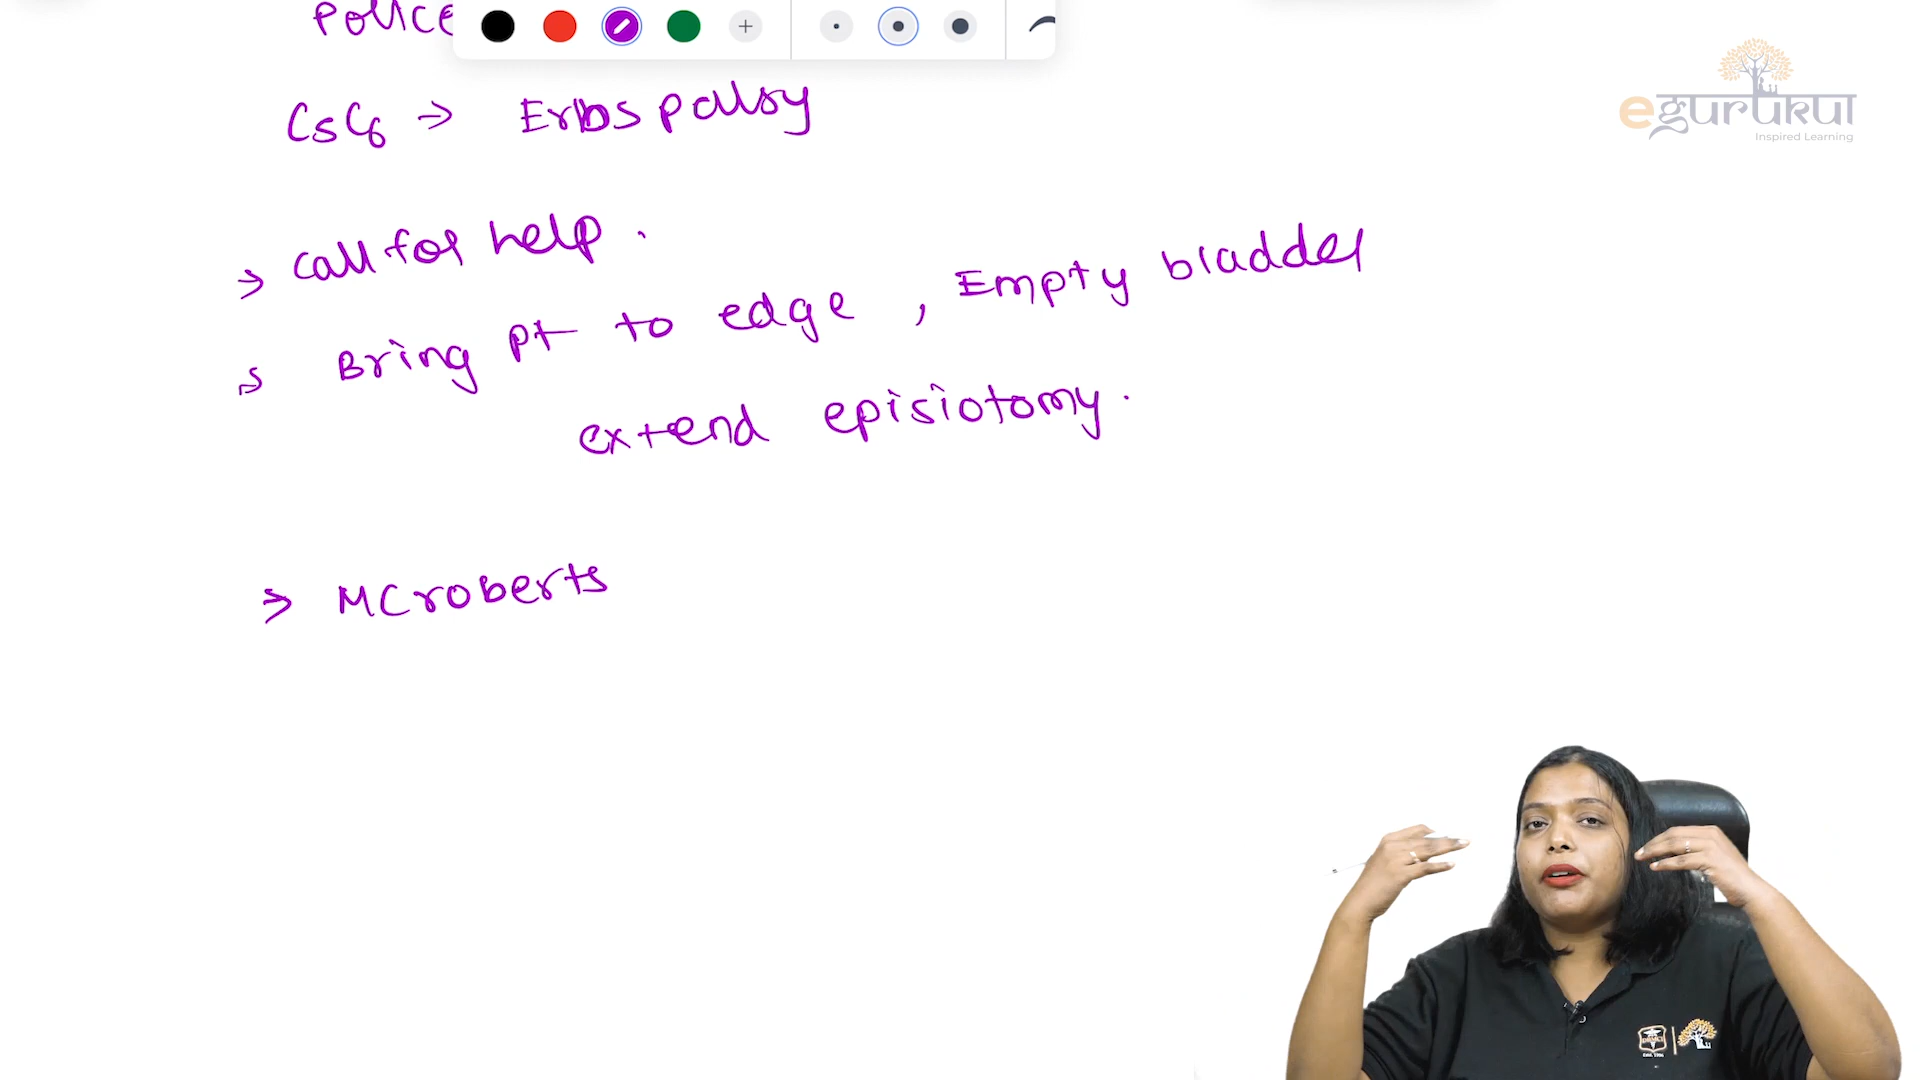 Police
egurukul
Inspired Learning
C5C6 → Erbs palsy
→ Call for help.
→ Bring pt to edge, Empty bladder
extend episiotomy.
→ MCroberts